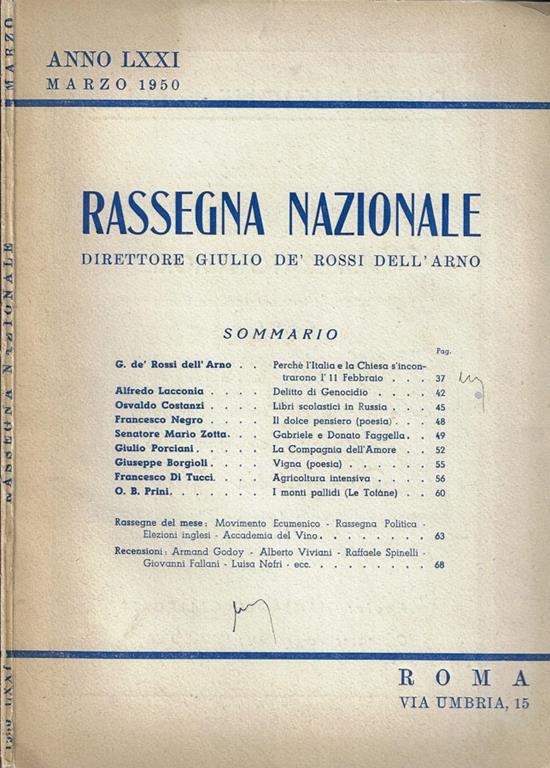 ANNO LXXI
MARZO 1950
RASSEGNA NAZIONALE
DIRETTORE GIULIO DE' ROSSI DELL'ARNO
SOMMARIO
Pag.
G. de' Rossi dell'Arno . . Perchè l'Italia e la Chiesa s'incon-
trarono l'11 Febbraio . . . 37
Alfredo Lacconia . . . . Delitto di Genocidio . . . . 42
Osvaldo Costanzi . . . . Libri scolastici in Russia . . . 45
Francesco Negro . . . . Il dolce pensiero (poesia) . . . 48
Senatore Mario Zotta . . . Gabriele e Donato Faggella . . 49
Giulio Porciani . . . . . La Compagnia dell'Amore . . . 52
Giuseppe Borgioli . . . . Vigna (poesia) . . . . . . 55
Francesco Di Tucci . . . . Agricoltura intensiva . . . . 56
O. B. Prini . . . . . . I monti pallidi (Le Tofàne) . . . 60
Rassegne del mese: Movimento Ecumenico - Rassegna Politica -
Elezioni inglesi - Accademia del Vino . . . . . . . . 63
Recensioni: Armand Godoy - Alberto Viviani - Raffaele Spinelli -
Giovanni Fallani - Luisa Nofri - ecc. . . . . . . . . 68
ROMA
VIA UMBRIA, 15
MARZO
RASSEGNA NAZIONALE
1950 LXXI